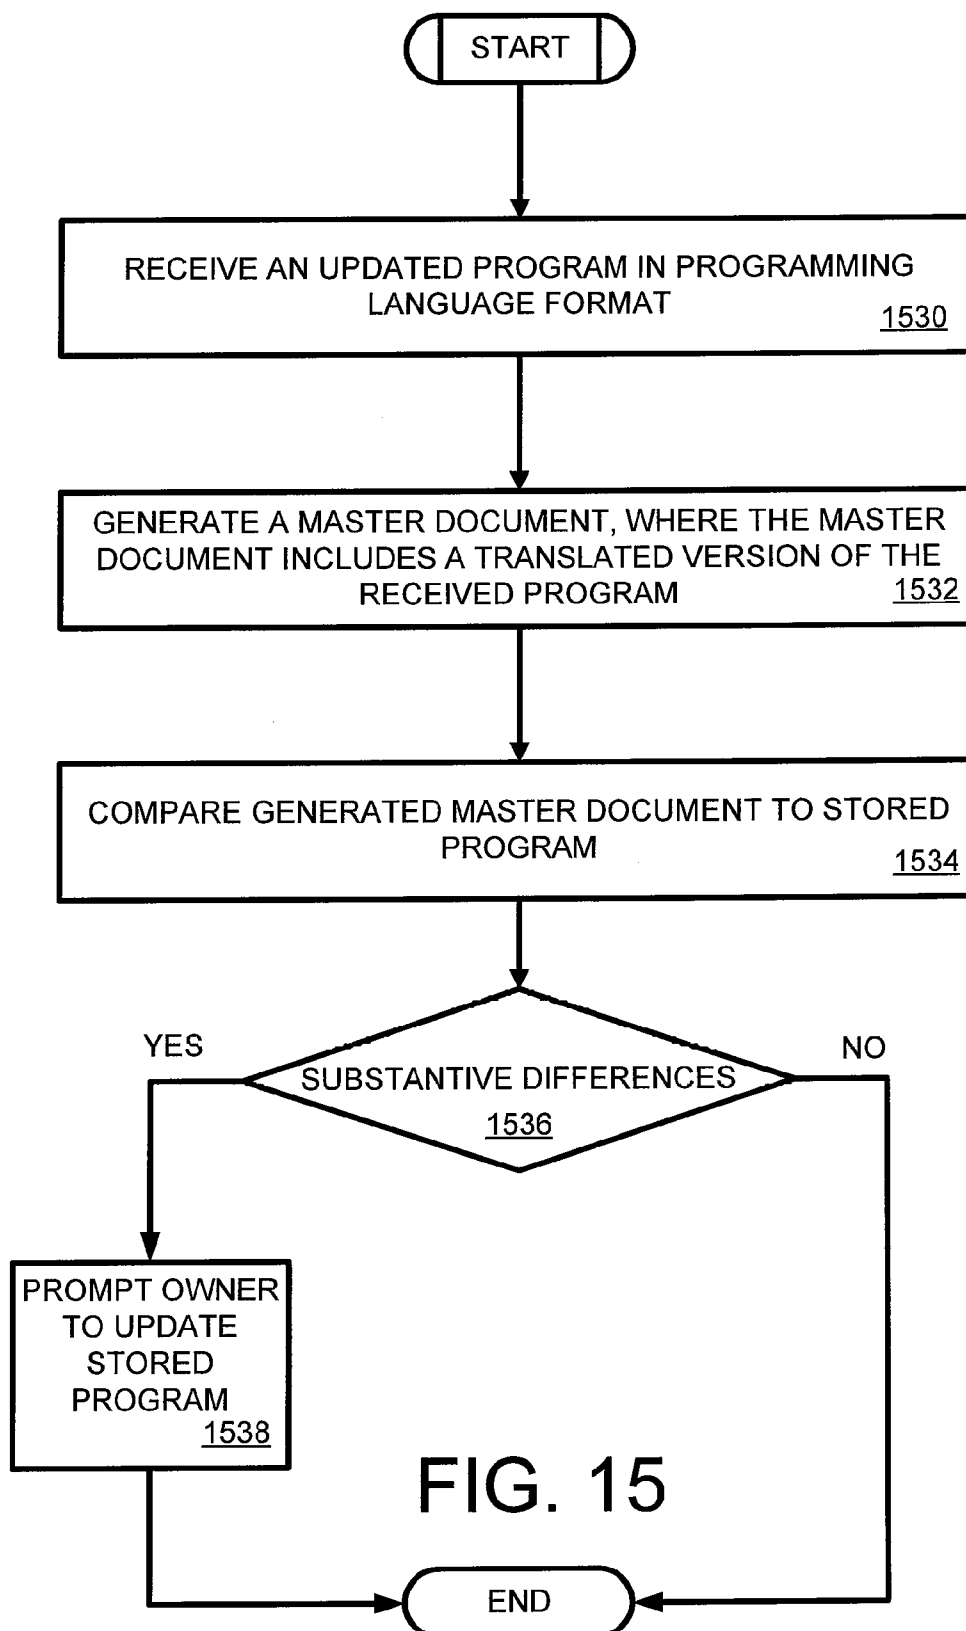 START
RECEIVE AN UPDATED PROGRAM IN PROGRAMMING
LANGUAGE FORMAT
1530
GENERATE A MASTER DOCUMENT, WHERE THE MASTER
DOCUMENT INCLUDES A TRANSLATED VERSION OF THE
RECEIVED PROGRAM
1532
COMPARE GENERATED MASTER DOCUMENT TO STORED
PROGRAM
1534
YES
NO
SUBSTANTIVE DIFFERENCES
1536
PROMPT OWNER
TO UPDATE
STORED
PROGRAM
1538
FIG. 15
END